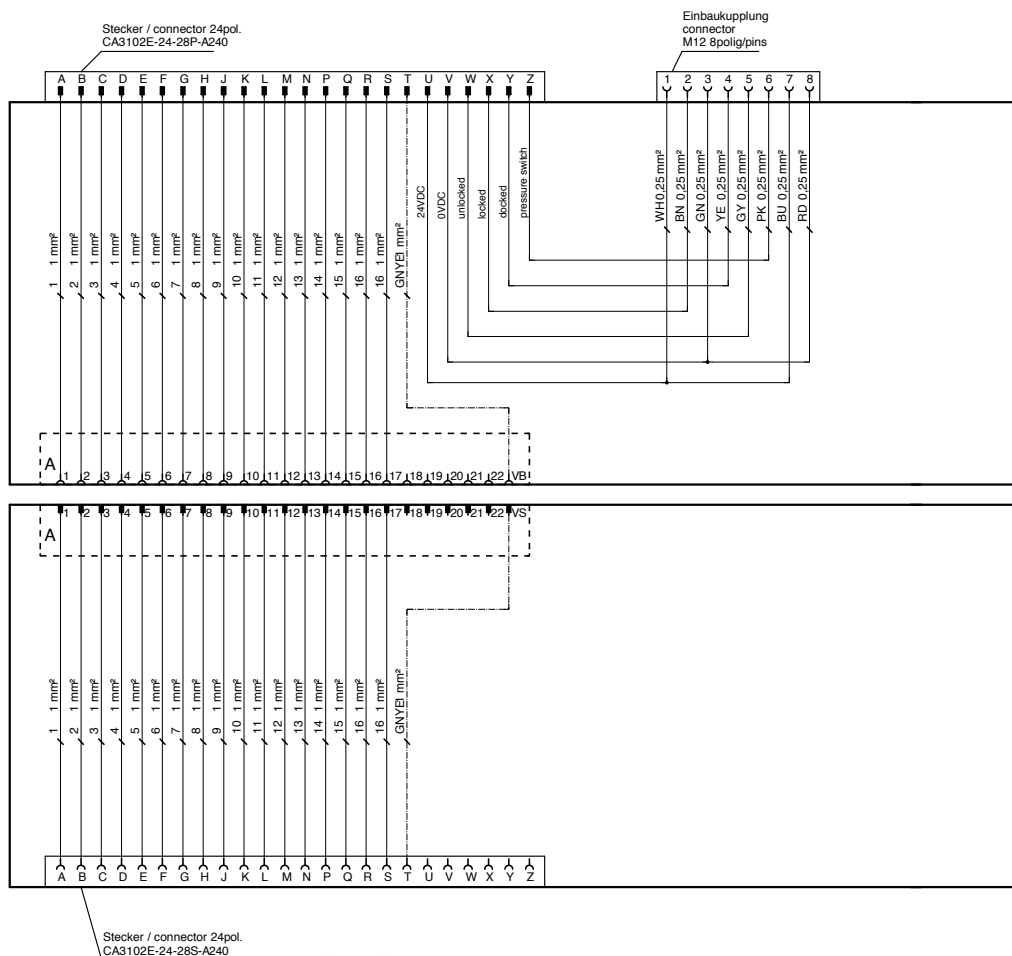 Stecker / connector 24pol.
CA3102E-24-28P-A240
Einbaukupplung
connector
M12 8polig/pins
A B C D E F G H J K L M N P Q R S T U V W X Y Z
1 2 3 4 5 6 7 8
1 1 mm²
2 1 mm²
3 1 mm²
4 1 mm²
5 1 mm²
6 1 mm²
7 1 mm²
8 1 mm²
9 1 mm²
10 1 mm²
11 1 mm²
12 1 mm²
13 1 mm²
14 1 mm²
15 1 mm²
16 1 mm²
16 1 mm²
GNYE1 mm²
24VDC
0VDC
unlocked
locked
docked
pressure switch
WH0,25 mm²
BN 0,25 mm²
GN 0,25 mm²
YE 0,25 mm²
GY 0,25 mm²
PK 0,25 mm²
BU 0,25 mm²
RD 0,25 mm²
A
1 2 3 4 5 6 7 8 9 10 11 12 13 14 15 16 17 18 19 20 21 22 VB
1 2 3 4 5 6 7 8 9 10 11 12 13 14 15 16 17 18 19 20 21 22 VS
A
1 1 mm²
2 1 mm²
3 1 mm²
4 1 mm²
5 1 mm²
6 1 mm²
7 1 mm²
8 1 mm²
9 1 mm²
10 1 mm²
11 1 mm²
12 1 mm²
13 1 mm²
14 1 mm²
15 1 mm²
16 1 mm²
16 1 mm²
GNYE1 mm²
A B C D E F G H J K L M N P Q R S T U V W X Y Z
Stecker / connector 24pol.
CA3102E-24-28S-A240